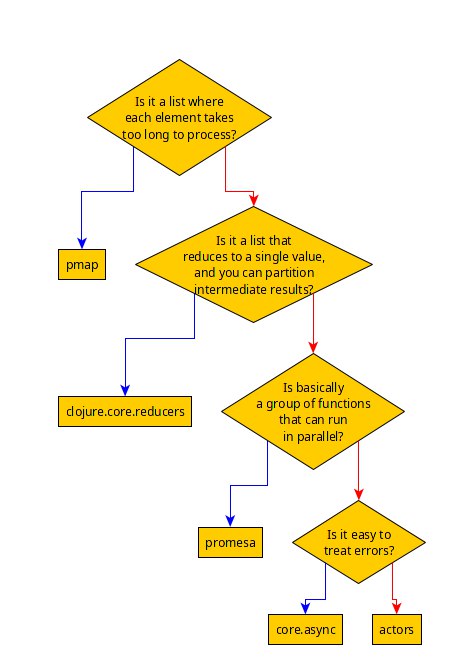 Is it a list where
each element takes
too long to process?
pmap
Is it a list that
reduces to a single value,
and you can partition
intermediate results?
clojure.core.reducers
Is basically
a group of functions
that can run
in parallel?
promesa
Is it easy to
treat errors?
core.async
actors